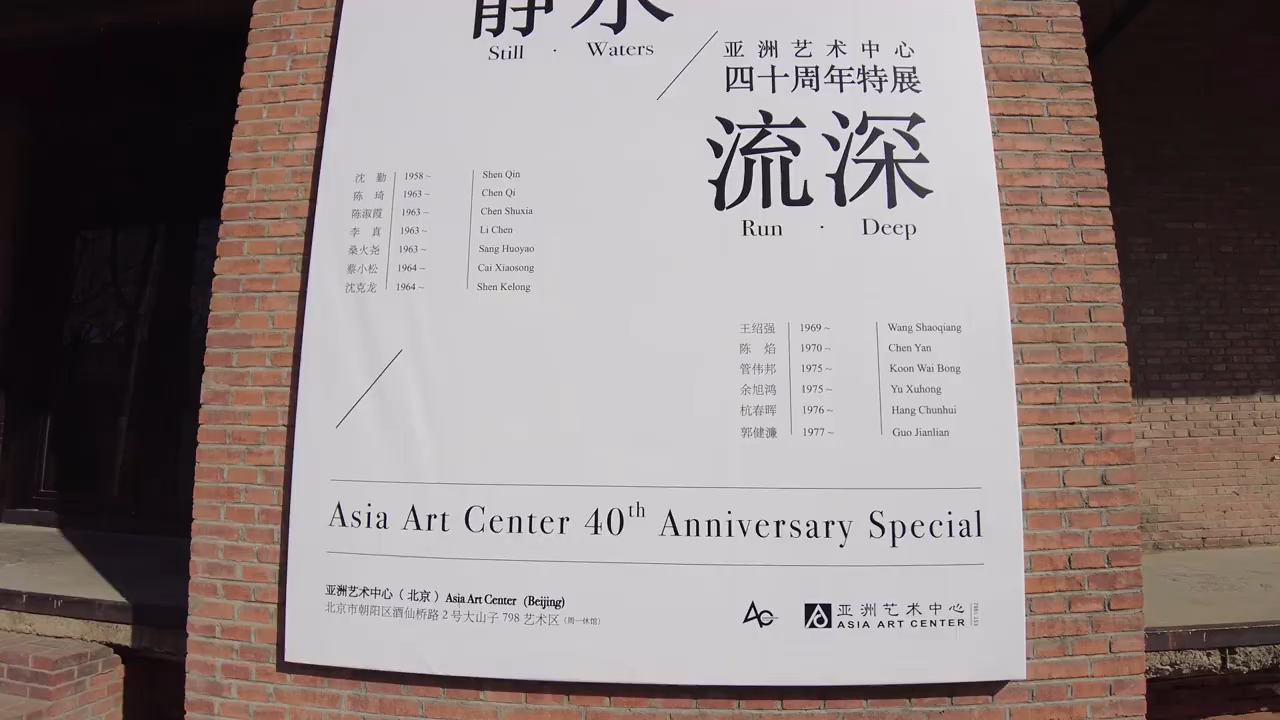 静水
Still · Waters
亚洲艺术中心
四十周年特展
流深
Run · Deep
沈 勤 1958 ~ Shen Qin
陈 琦 1963 ~ Chen Qi
陈淑霞 1963 ~ Chen Shuxia
李 真 1963 ~ Li Chen
桑火尧 1963 ~ Sang Huoyao
蔡小松 1964 ~ Cai Xiaosong
沈克龙 1964 ~ Shen Kelong
王绍强 1969 ~ Wang Shaoqiang
陈 焰 1970 ~ Chen Yan
管伟邦 1975 ~ Koon Wai Bong
余旭鸿 1975 ~ Yu Xuhong
杭春晖 1976 ~ Hang Chunhui
郭健濂 1977 ~ Guo Jianlian
Asia Art Center 40th Anniversary Special
亚洲艺术中心（北京）Asia Art Center（Beijing)
北京市朝阳区酒仙桥路2号大山子798艺术区（周一休馆）
亚洲艺术中心
ASIA ART CENTER